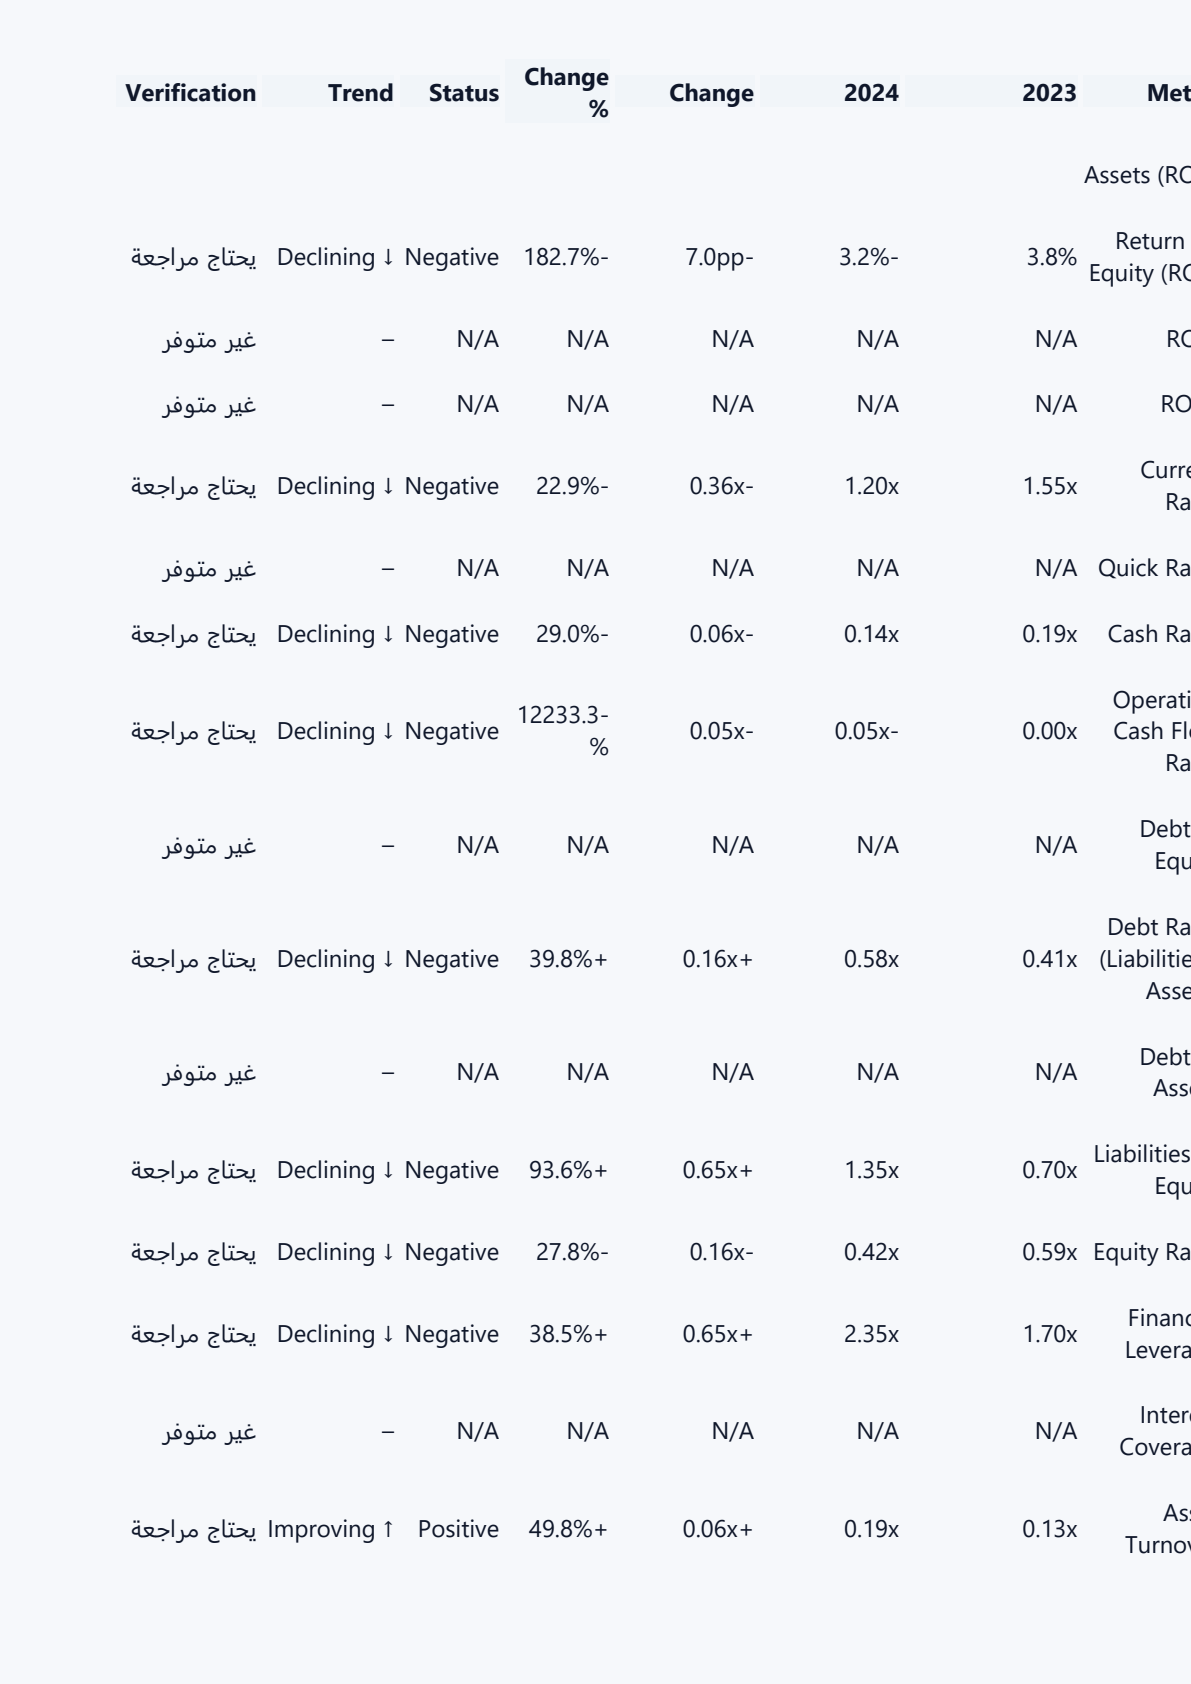 Verification Trend Status Change % Change 2024 2023 Met
Assets (RO
يحتاج مراجعة Declining ↓ Negative 182.7%- 7.0pp- 3.2%- 3.8% Return
Equity (RO
غير متوفر – N/A N/A N/A N/A N/A RO
غير متوفر – N/A N/A N/A N/A N/A RO
يحتاج مراجعة Declining ↓ Negative 22.9%- 0.36x- 1.20x 1.55x Curre
Ra
غير متوفر – N/A N/A N/A N/A N/A Quick Ra
يحتاج مراجعة Declining ↓ Negative 29.0%- 0.06x- 0.14x 0.19x Cash Ra
Operati
يحتاج مراجعة Declining ↓ Negative 12233.3-% 0.05x- 0.05x- 0.00x Cash Flo
Ra
غير متوفر – N/A N/A N/A N/A N/A Debt
Equ
Debt Ra
يحتاج مراجعة Declining ↓ Negative 39.8%+ 0.16x+ 0.58x 0.41x (Liabilitie
Asse
غير متوفر – N/A N/A N/A N/A N/A Debt
Asse
يحتاج مراجعة Declining ↓ Negative 93.6%+ 0.65x+ 1.35x 0.70x Liabilities
Equ
يحتاج مراجعة Declining ↓ Negative 27.8%- 0.16x- 0.42x 0.59x Equity Ra
يحتاج مراجعة Declining ↓ Negative 38.5%+ 0.65x+ 2.35x 1.70x Financ
Levera
غير متوفر – N/A N/A N/A N/A N/A Intere
Covera
يحتاج مراجعة Improving ↑ Positive 49.8%+ 0.06x+ 0.19x 0.13x Ass
Turnov